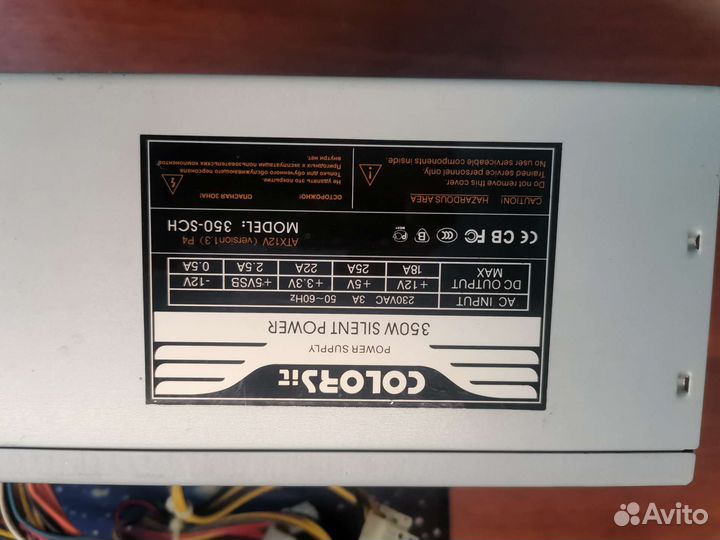 COLORSit
POWER SUPPLY
350W SILENT POWER
AC INPUT 230VAC 3A 50~60Hz
DC OUTPUT +12V +5V +3.3V +5VSB -12V
MAX 18A 25A 22A 2.5A 0.5A
ATX12V (version1.3) P4
MODEL: 350-SCH
CE CB FC
CAUTION! HAZARDOUS AREA
Do not remove this cover.
Trained service personnel only.
No user serviceable components inside.
ОСТОРОЖНО! ОПАСНАЯ ЗОНА!
Не удалять это покрытие.
Только для обученного обслуживающего персонала
Пригодных к эксплуатации пользовательских компонентов
внутри нет.
Avito